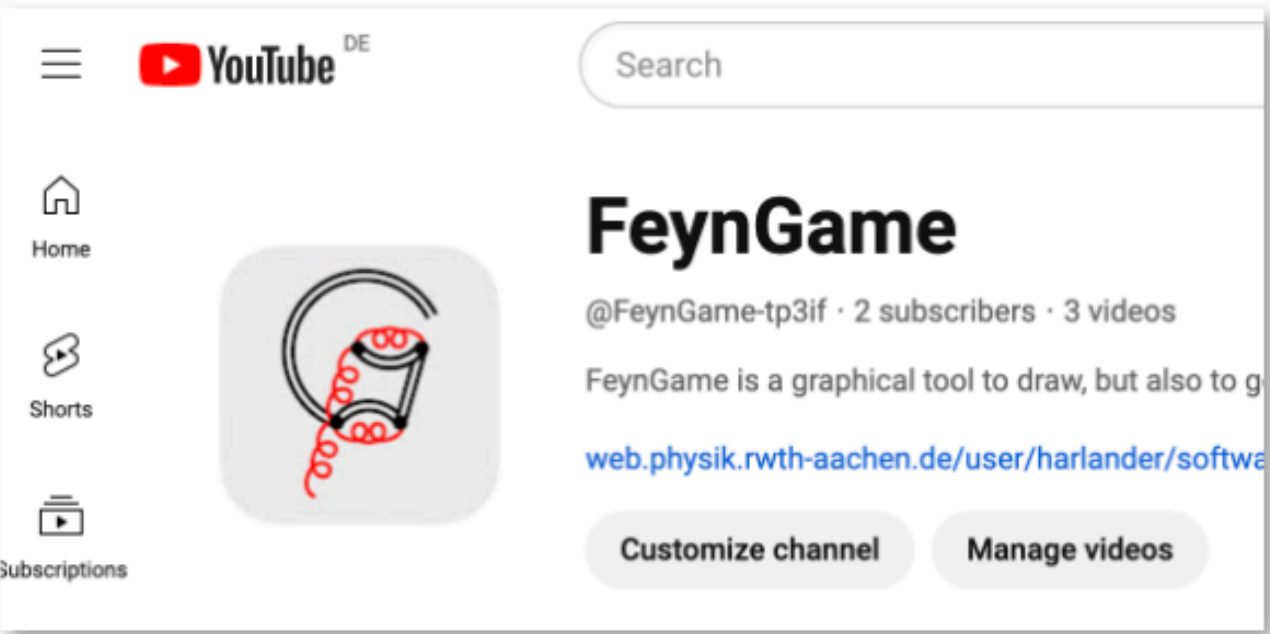 YouTube DE
Search
Home
Shorts
Subscriptions
FeynGame
@FeynGame-tp3if · 2 subscribers · 3 videos
FeynGame is a graphical tool to draw, but also to g
web.physik.rwth-aachen.de/user/harlander/softwa
Customize channel
Manage videos